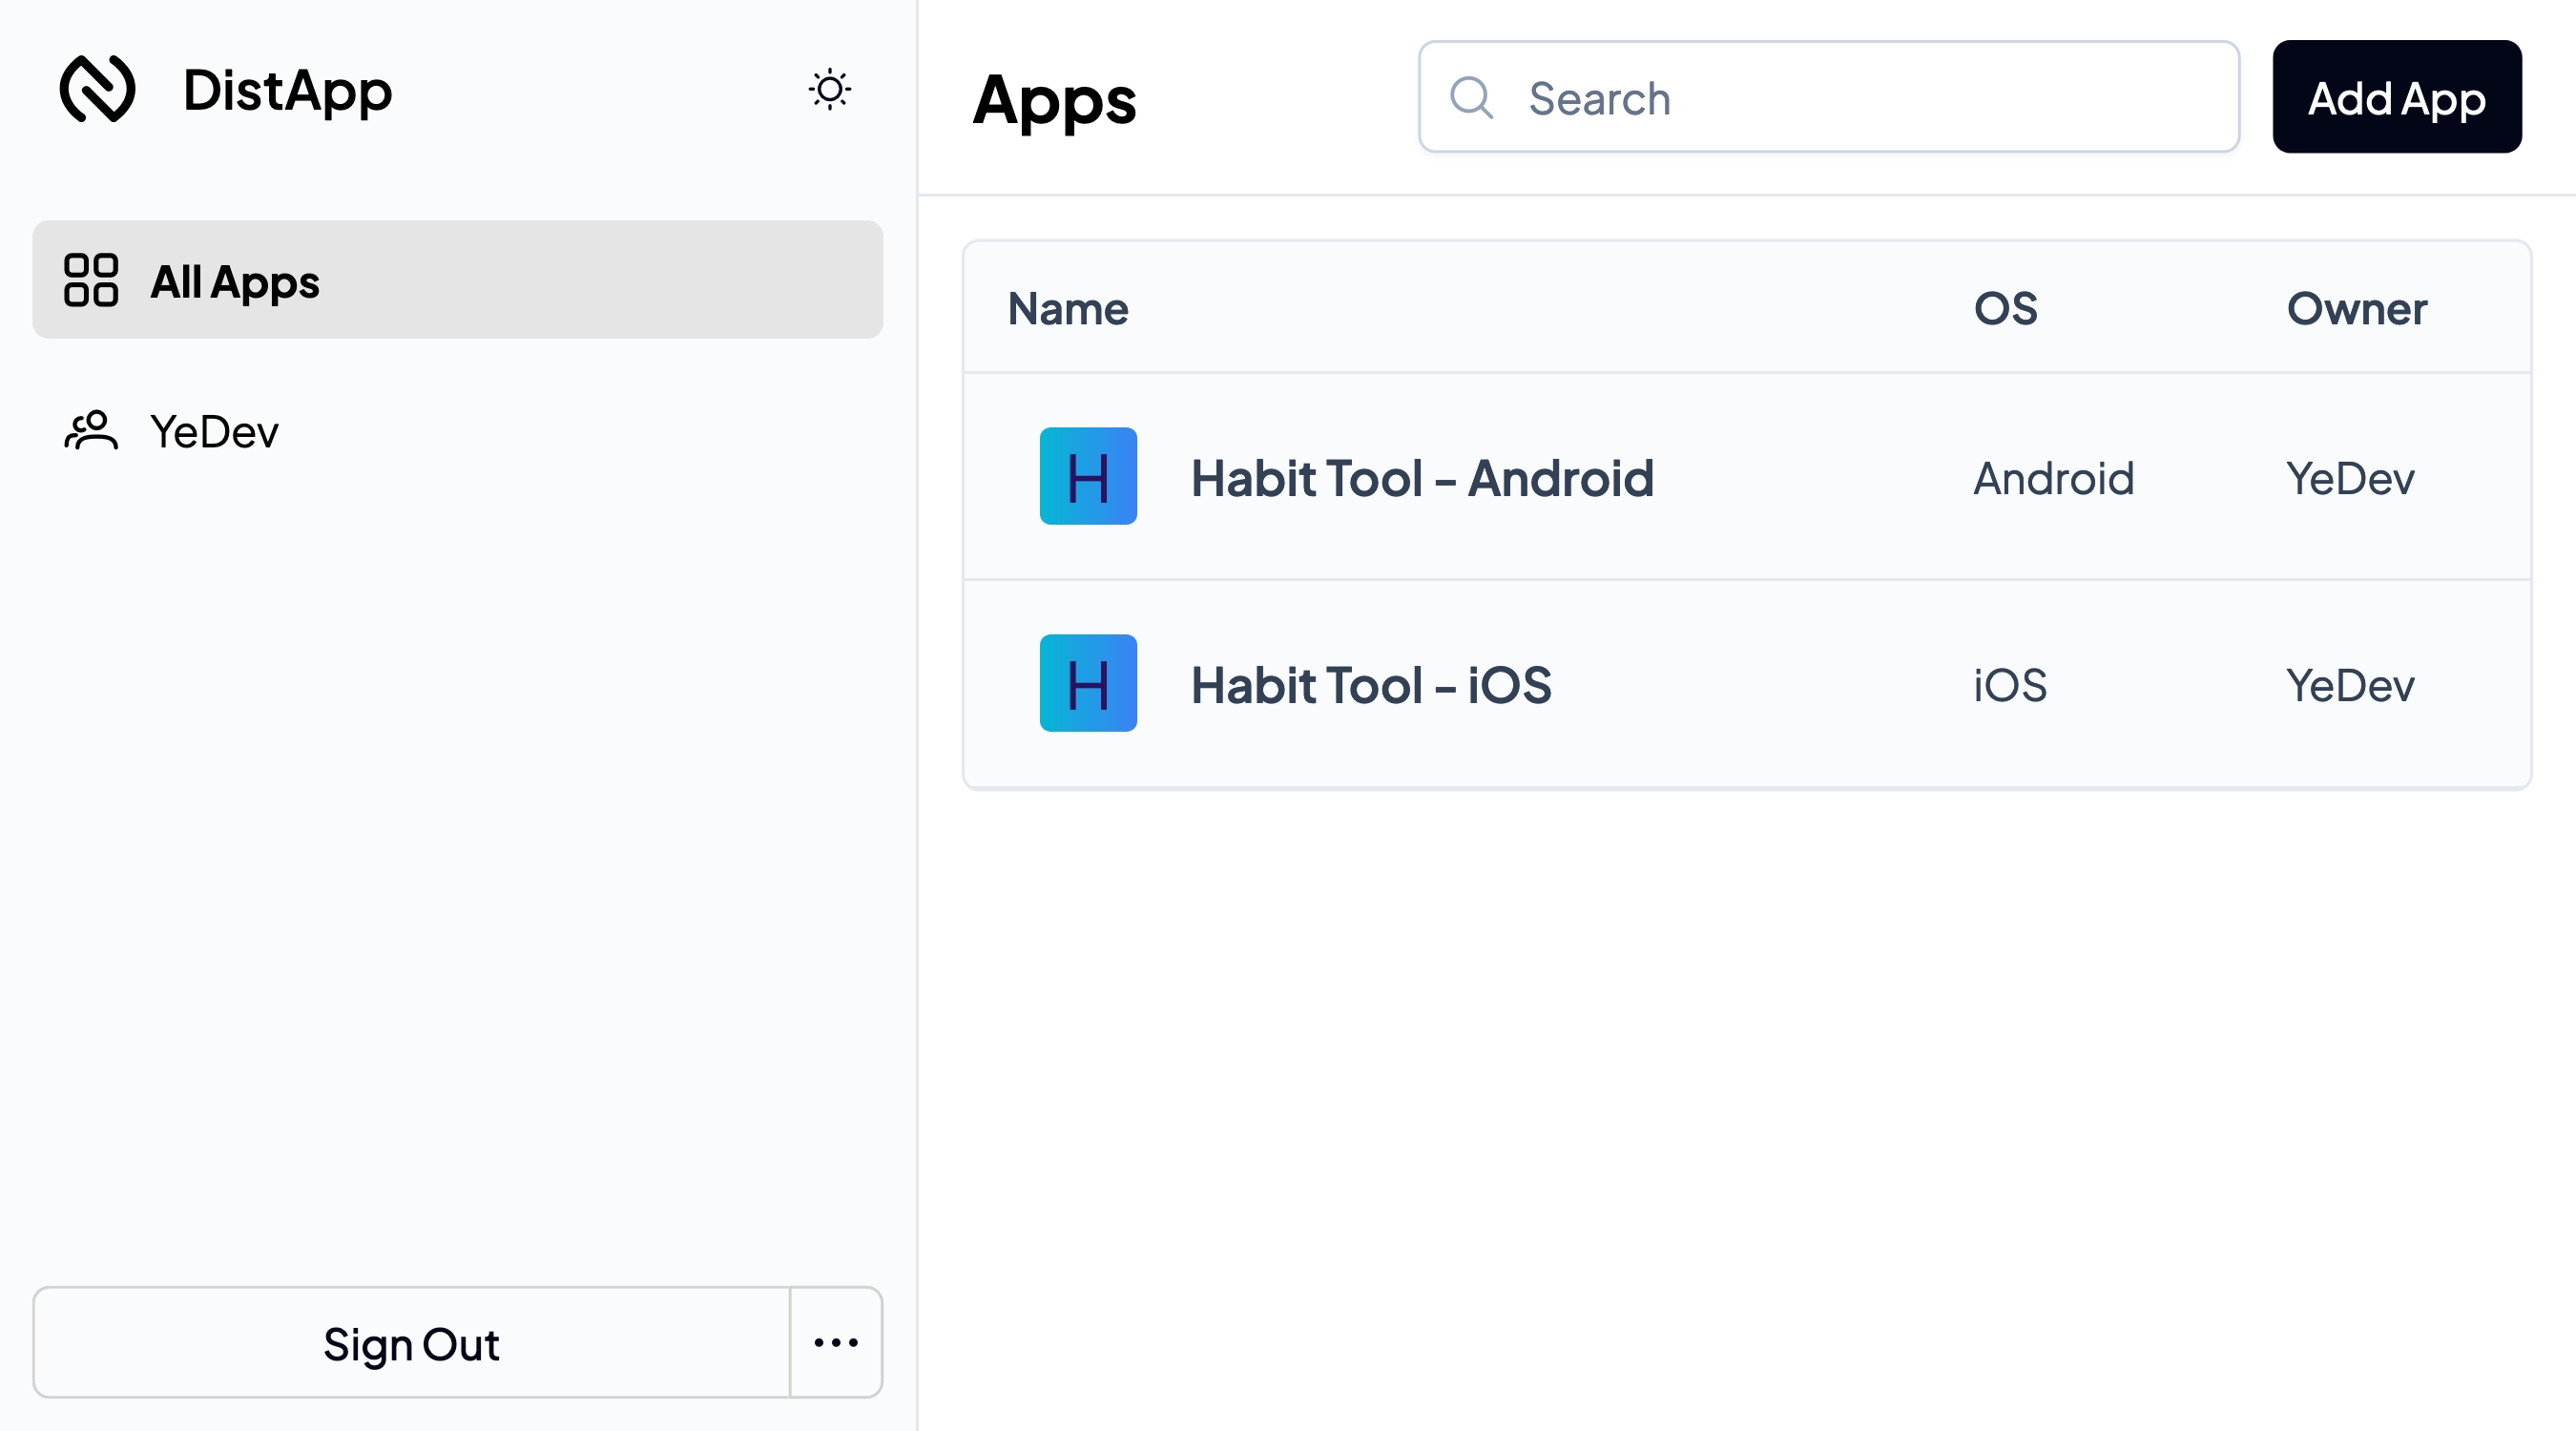 DistApp
All Apps
YeDev
Sign Out
Apps
Search
Add App
Name OS Owner
H Habit Tool - Android Android YeDev
H Habit Tool - iOS iOS YeDev